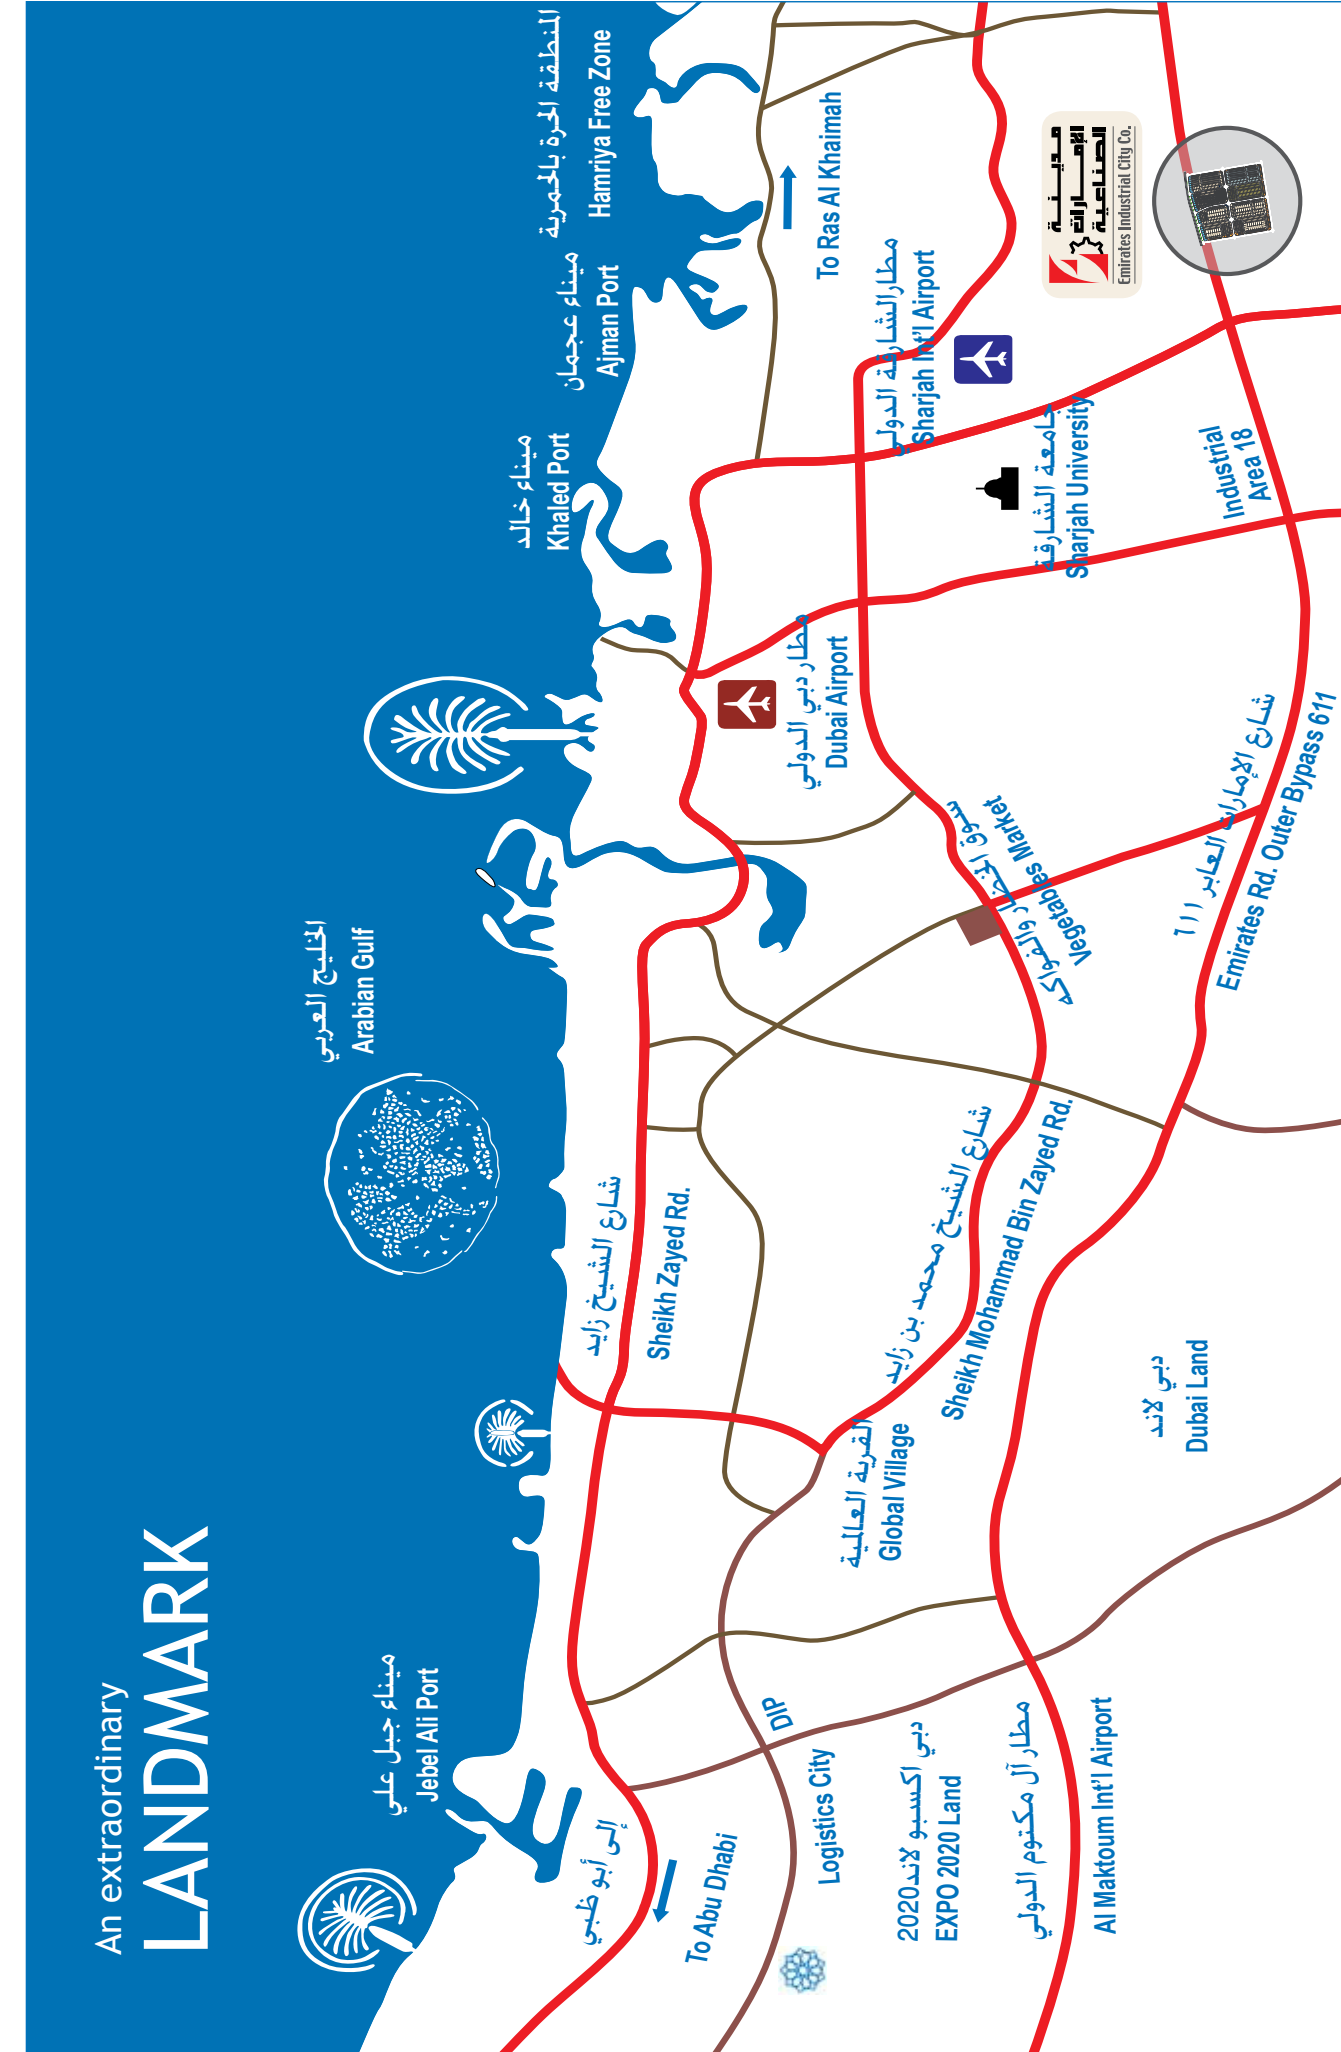 An extraordinary
LANDMARK
ميناء جبل علي
Jebel Ali Port
الخليج العربي
Arabian Gulf
ميناء خالد
Khaled Port
ميناء عجمان
Ajman Port
المنطقة الحرة بالحمرية
Hamriya Free Zone
To Ras Al Khaimah
مدينة
الإمارات
الصناعية
Emirates Industrial City Co.
مطار الشارقة الدولي
Sharjah Int'l Airport
جامعة الشارقة
Sharjah University
Industrial
Area 18
مطار دبي الدولي
Dubai Airport
سوق الخضار والفواكه
Vegetables Market
شارع الإمارات العابر ٦١١
Emirates Rd. Outer Bypass 611
شارع الشيخ زايد
Sheikh Zayed Rd.
شارع الشيخ محمد بن زايد
Sheikh Mohammad Bin Zayed Rd.
القرية العالمية
Global Village
دبي لاند
Dubai Land
إلى أبو ظبي
To Abu Dhabi
DIP
Logistics City
دبي اكسبو لاند2020
EXPO 2020 Land
مطار آل مكتوم الدولي
Al Maktoum Int'l Airport